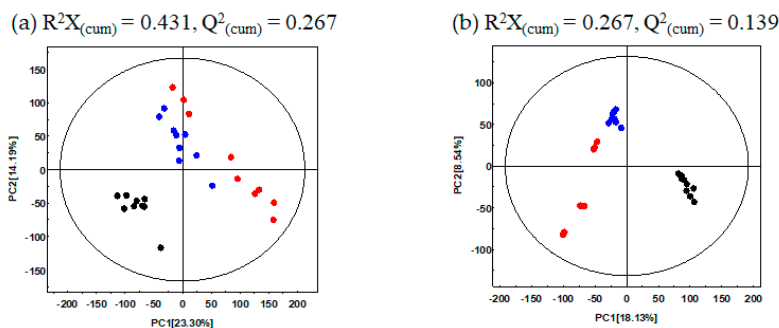 (a) R²X(cum) = 0.431, Q²(cum) = 0.267
(b) R²X(cum) = 0.267, Q²(cum) = 0.139
150
100
50
0
-50
-100
-150
PC2[14.19%]
-200 -150 -100 -50 0 50 100 150 200
PC1[23.30%]
100
50
0
-50
-100
PC2[8.54%]
-200 -150 -100 -50 0 50 100 150 200
PC1[18.13%]